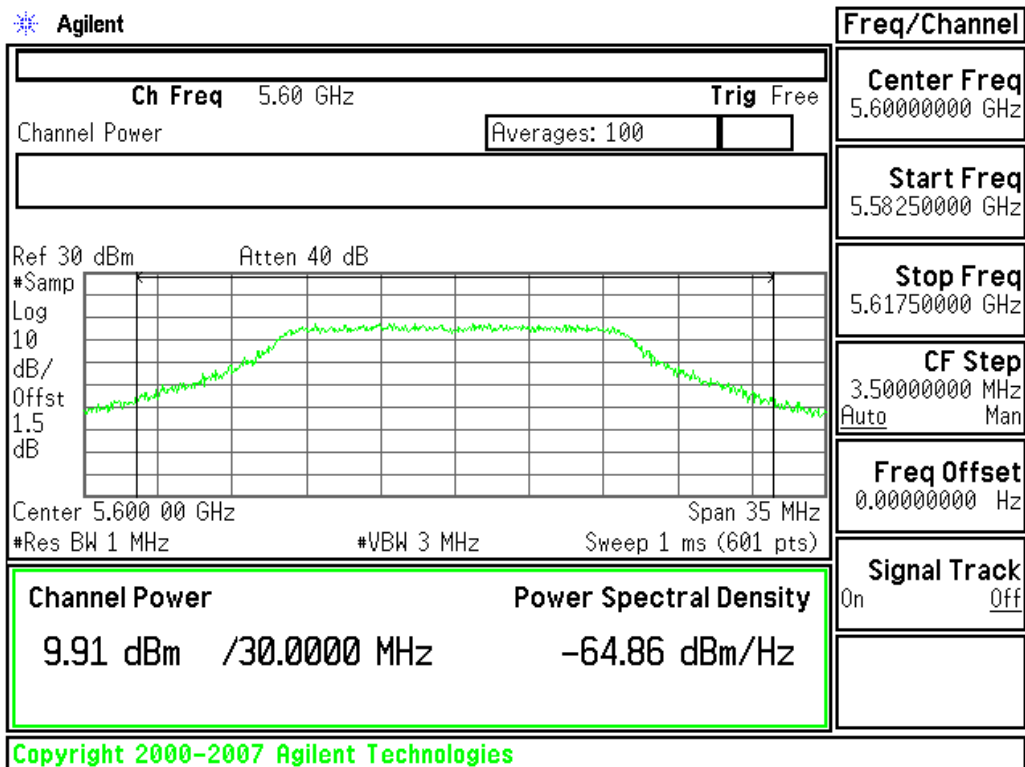 Agilent
Freq/Channel
Ch Freq 5.60 GHz Trig Free
Channel Power Averages: 100
Ref 30 dBm Atten 40 dB
#Samp
Log
10
dB/
Offst
1.5
dB
Center 5.600 00 GHz Span 35 MHz
#Res BW 1 MHz #VBW 3 MHz Sweep 1 ms (601 pts)
Channel Power Power Spectral Density
9.91 dBm /30.0000 MHz -64.86 dBm/Hz
Center Freq
5.60000000 GHz
Start Freq
5.58250000 GHz
Stop Freq
5.61750000 GHz
CF Step
3.50000000 MHz
Auto Man
Freq Offset
0.00000000 Hz
Signal Track
On Off
Copyright 2000-2007 Agilent Technologies